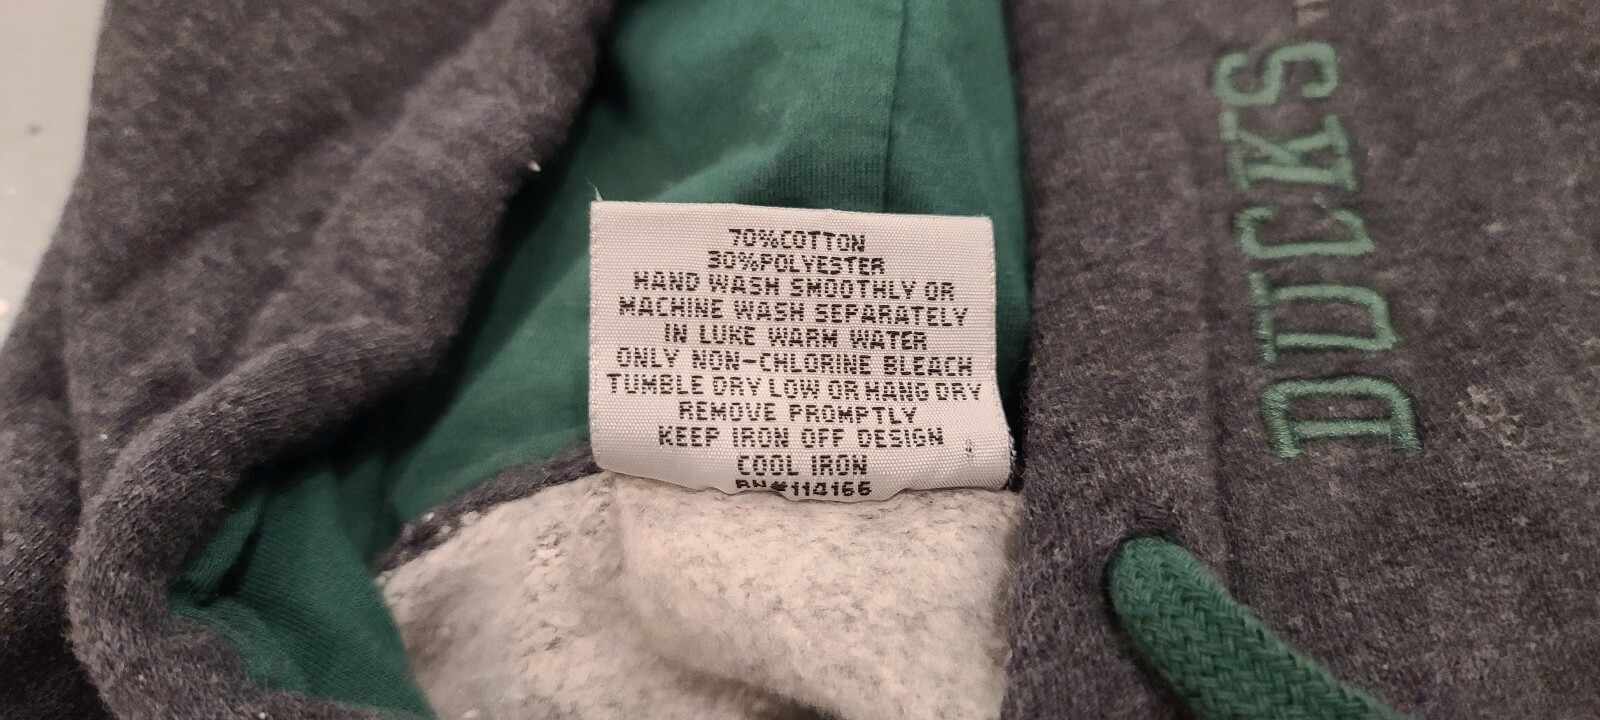 70%COTTON
30%POLYESTER
HAND WASH SMOOTHLY OR
MACHINE WASH SEPARATELY
IN LUKE WARM WATER
ONLY NON-CHLORINE BLEACH
TUMBLE DRY LOW OR HANG DRY
REMOVE PROMPTLY
KEEP IRON OFF DESIGN
COOL IRON
RN#114166
DUCKS